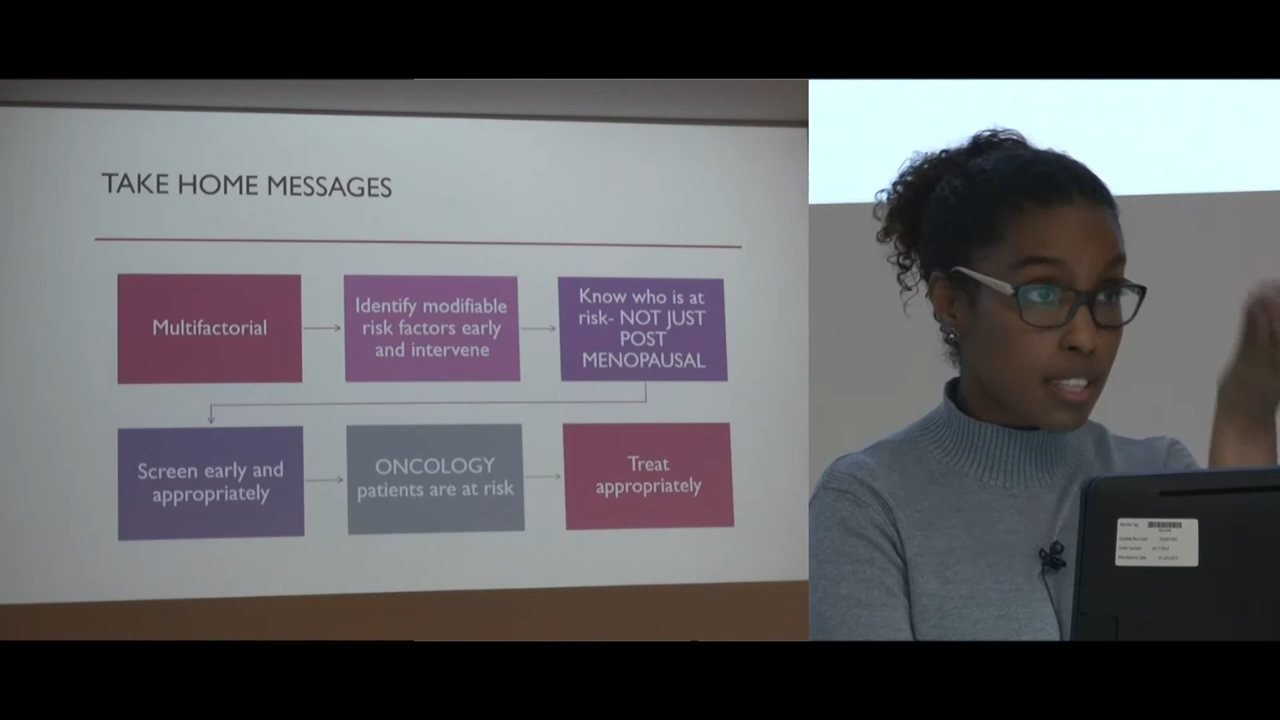 TAKE HOME MESSAGES
Multifactorial
Identify modifiable
risk factors early
and intervene
Know who is at
risk- NOT JUST
POST
MENOPAUSAL
Screen early and
appropriately
ONCOLOGY
patients are at risk
Treat
appropriately